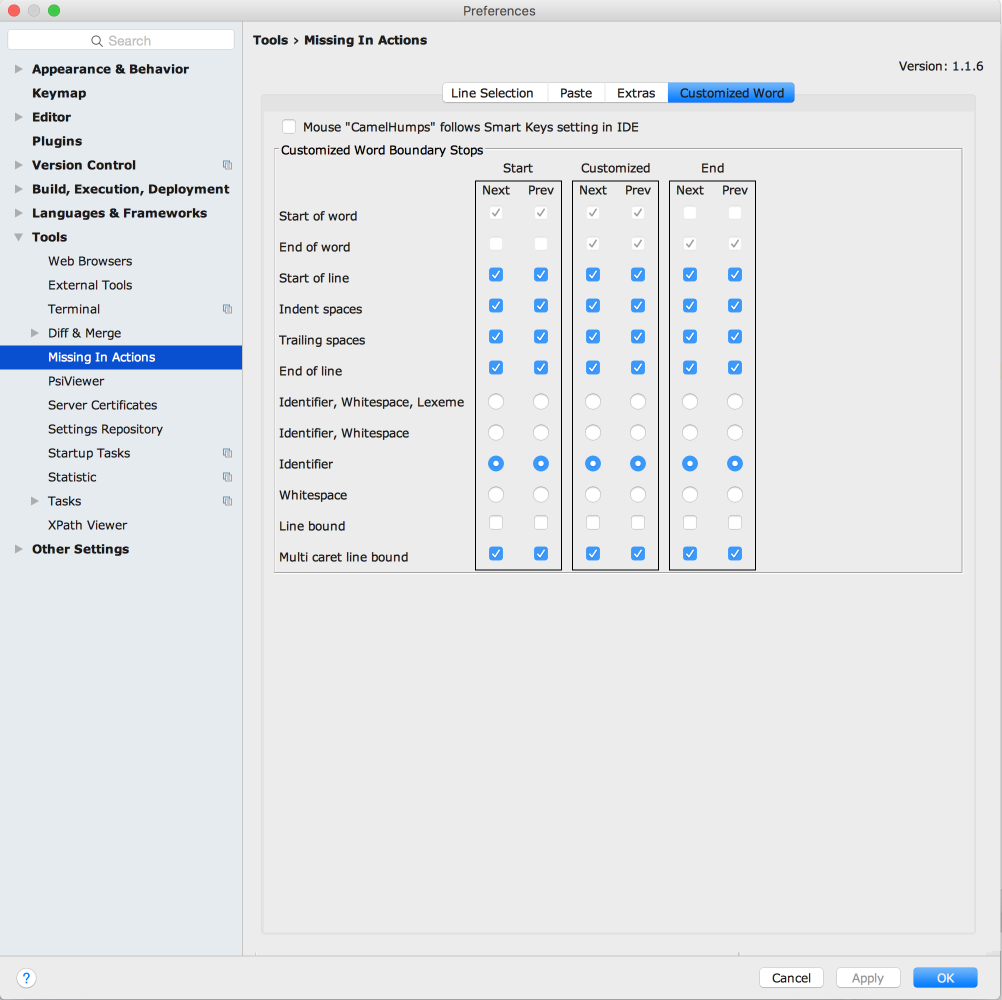 Preferences
Search
Appearance & Behavior
Keymap
Editor
Plugins
Version Control
Build, Execution, Deployment
Languages & Frameworks
Tools
Web Browsers
External Tools
Terminal
Diff & Merge
Missing In Actions
PsiViewer
Server Certificates
Settings Repository
Startup Tasks
Statistic
Tasks
XPath Viewer
Other Settings
Tools › Missing In Actions
Version: 1.1.6
Line Selection Paste Extras Customized Word
Mouse "CamelHumps" follows Smart Keys setting in IDE
Customized Word Boundary Stops
Start Customized End
Next Prev Next Prev Next Prev
Start of word
End of word
Start of line
Indent spaces
Trailing spaces
End of line
Identifier, Whitespace, Lexeme
Identifier, Whitespace
Identifier
Whitespace
Line bound
Multi caret line bound
? Cancel Apply OK